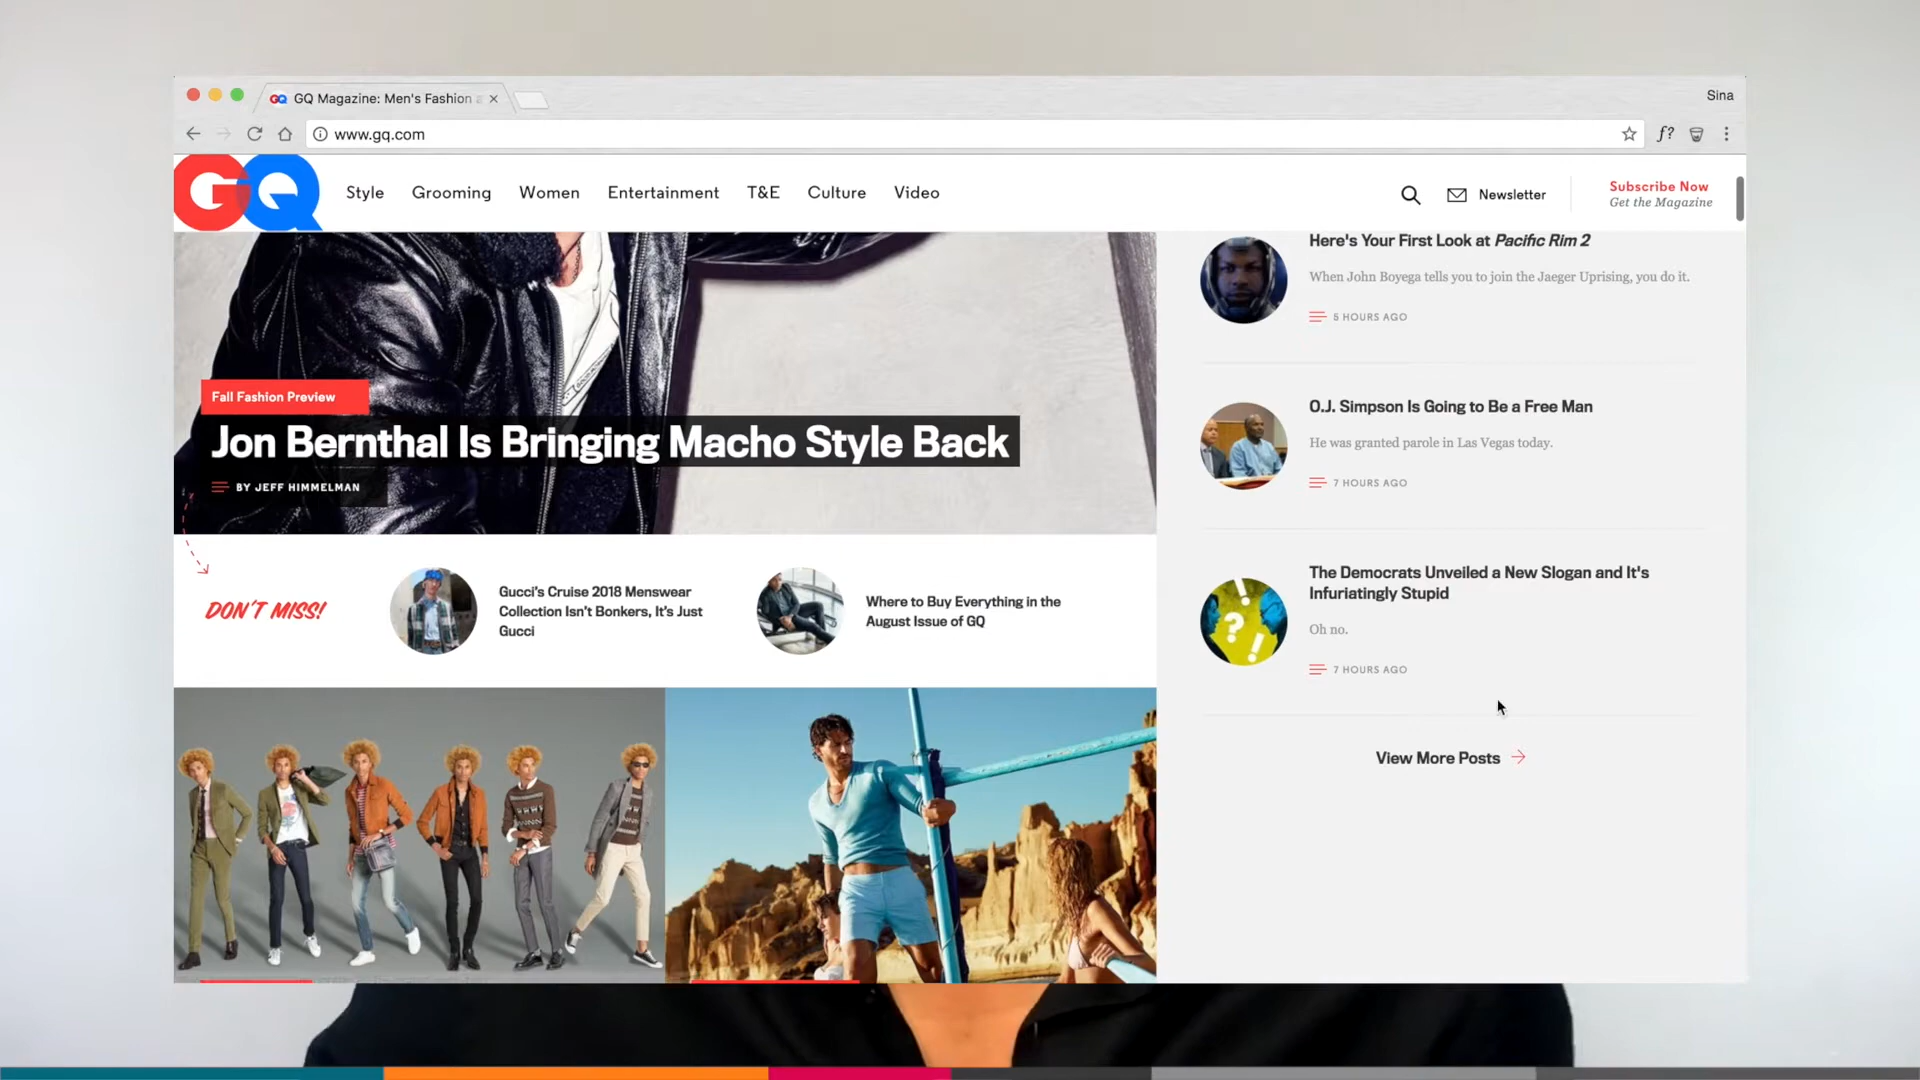 GQ Magazine: Men's Fashion a
Sina
www.gq.com
f?
GQ
Style Grooming Women Entertainment T&E Culture Video
Newsletter
Subscribe Now
Get the Magazine
Fall Fashion Preview
Jon Bernthal Is Bringing Macho Style Back
BY JEFF HIMMELMAN
DON'T MISS!
Gucci's Cruise 2018 Menswear
Collection Isn't Bonkers, It's Just
Gucci
Where to Buy Everything in the
August Issue of GQ
Here's Your First Look at Pacific Rim 2
When John Boyega tells you to join the Jaeger Uprising, you do it.
5 HOURS AGO
O.J. Simpson Is Going to Be a Free Man
He was granted parole in Las Vegas today.
7 HOURS AGO
The Democrats Unveiled a New Slogan and It's
Infuriatingly Stupid
Oh no.
7 HOURS AGO
View More Posts